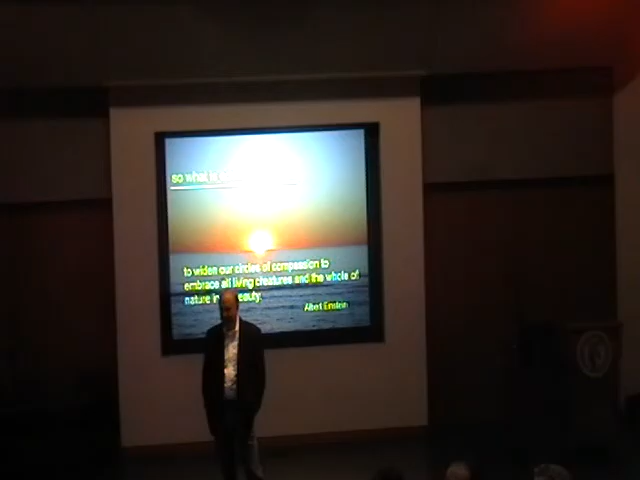 so what is
to widen our circles of compassion to
embrace all living creatures and the whole of
nature in eauty.
Albert Einstein